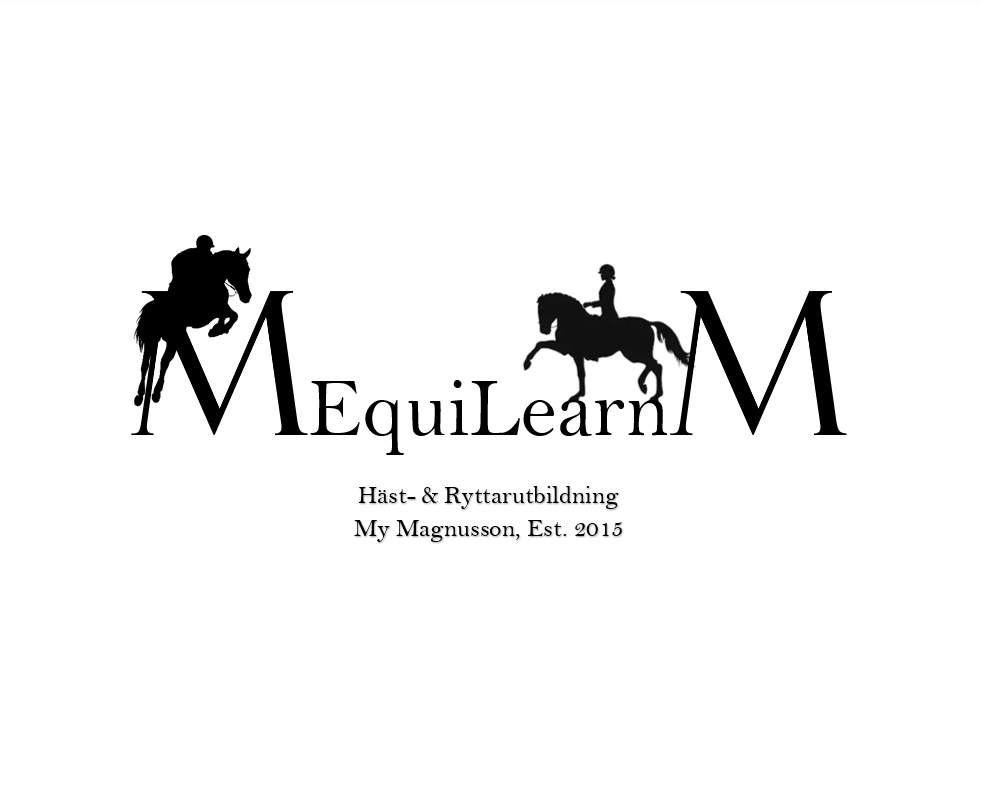 MEquiLearnM
Häst- & Ryttarutbildning
My Magnusson, Est. 2015